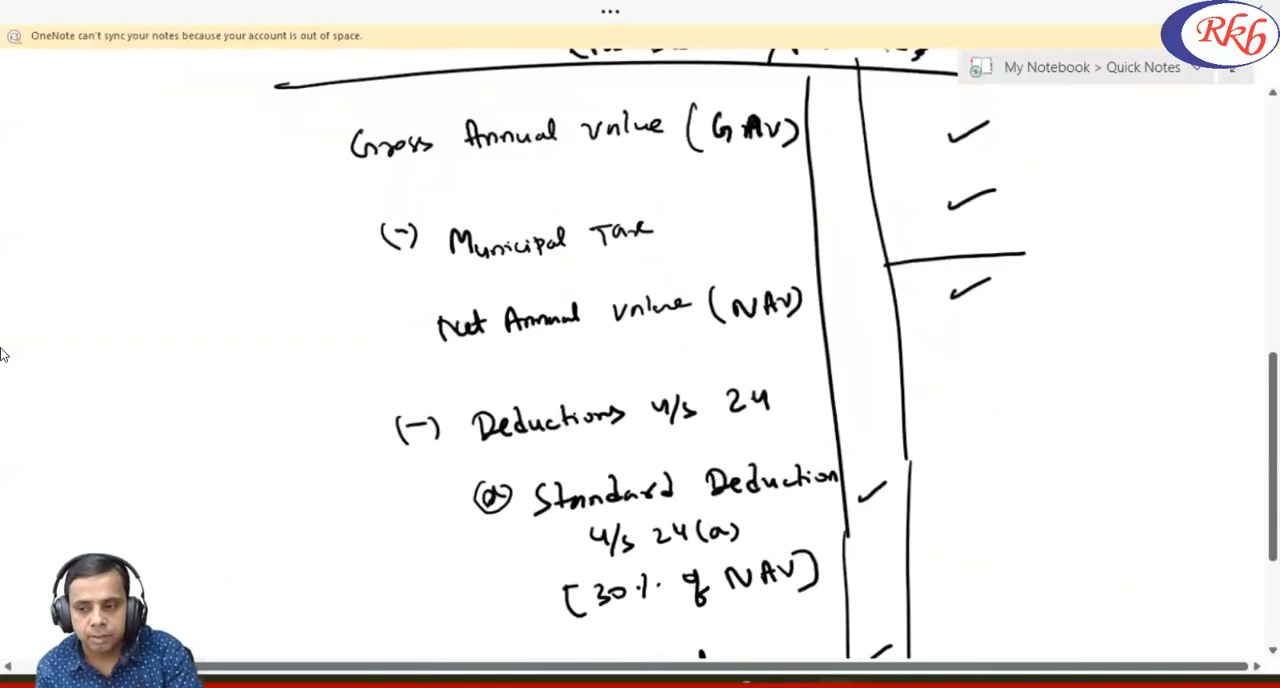 OneNote can't sync your notes because your account is out of space.
Rkb
My Notebook > Quick Notes
Gross Annual Value (GAV)
(-) Municipal Tax
Net Annual Value (NAV)
(-) Deductions u/s 24
(a) Standard Deduction
u/s 24(a)
[30% of NAV]